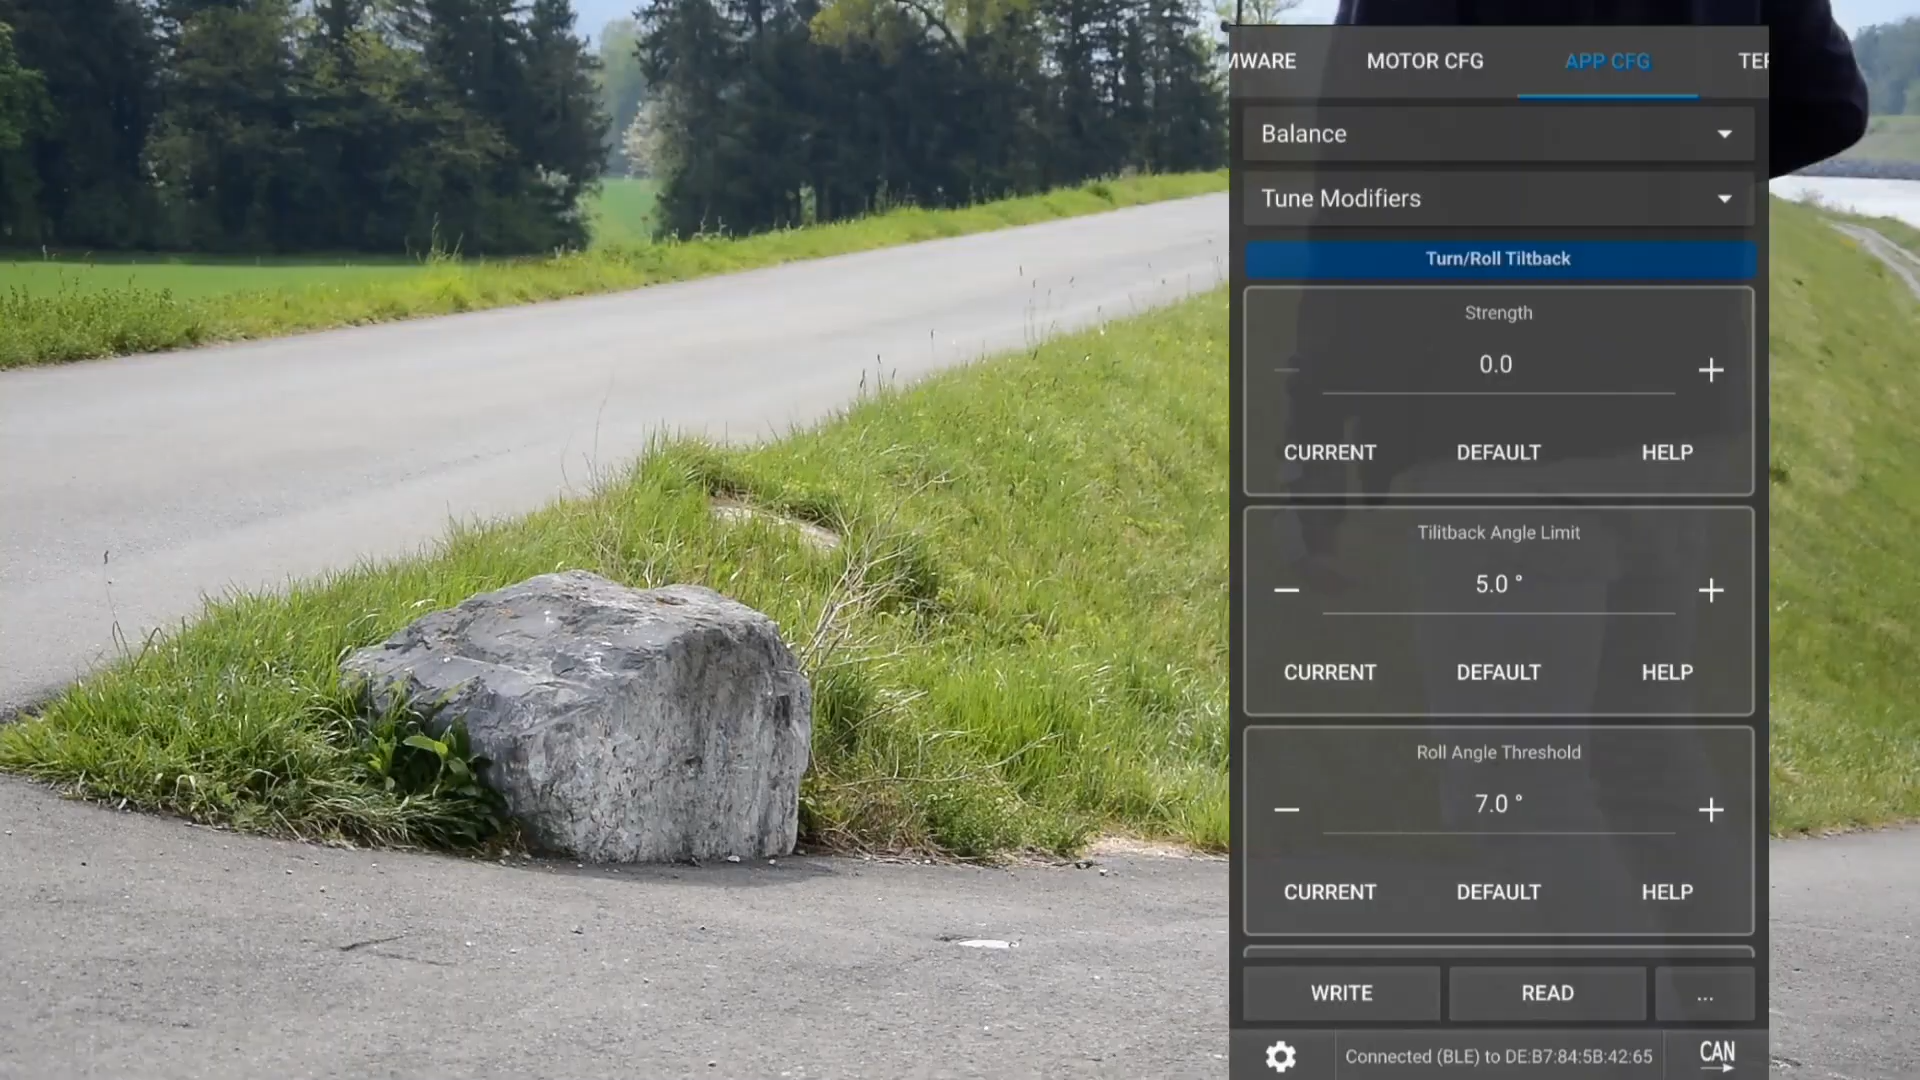 MWARE MOTOR CFG APP CFG TER
Balance
Tune Modifiers
Turn/Roll Tiltback
Strength
0.0
CURRENT DEFAULT HELP
Tilitback Angle Limit
5.0 °
CURRENT DEFAULT HELP
Roll Angle Threshold
7.0 °
CURRENT DEFAULT HELP
WRITE READ ...
Connected (BLE) to DE:B7:84:5B:42:65 CAN